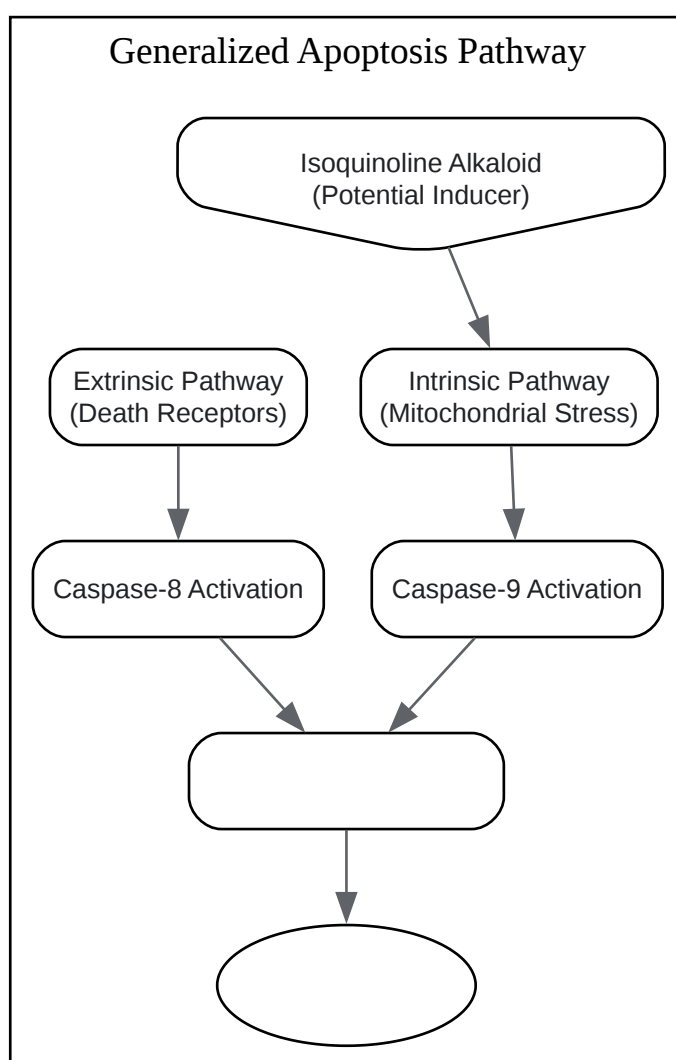 Generalized Apoptosis Pathway
Isoquinoline Alkaloid
(Potential Inducer)
Extrinsic Pathway
(Death Receptors)
Intrinsic Pathway
(Mitochondrial Stress)
Caspase-8 Activation
Caspase-9 Activation